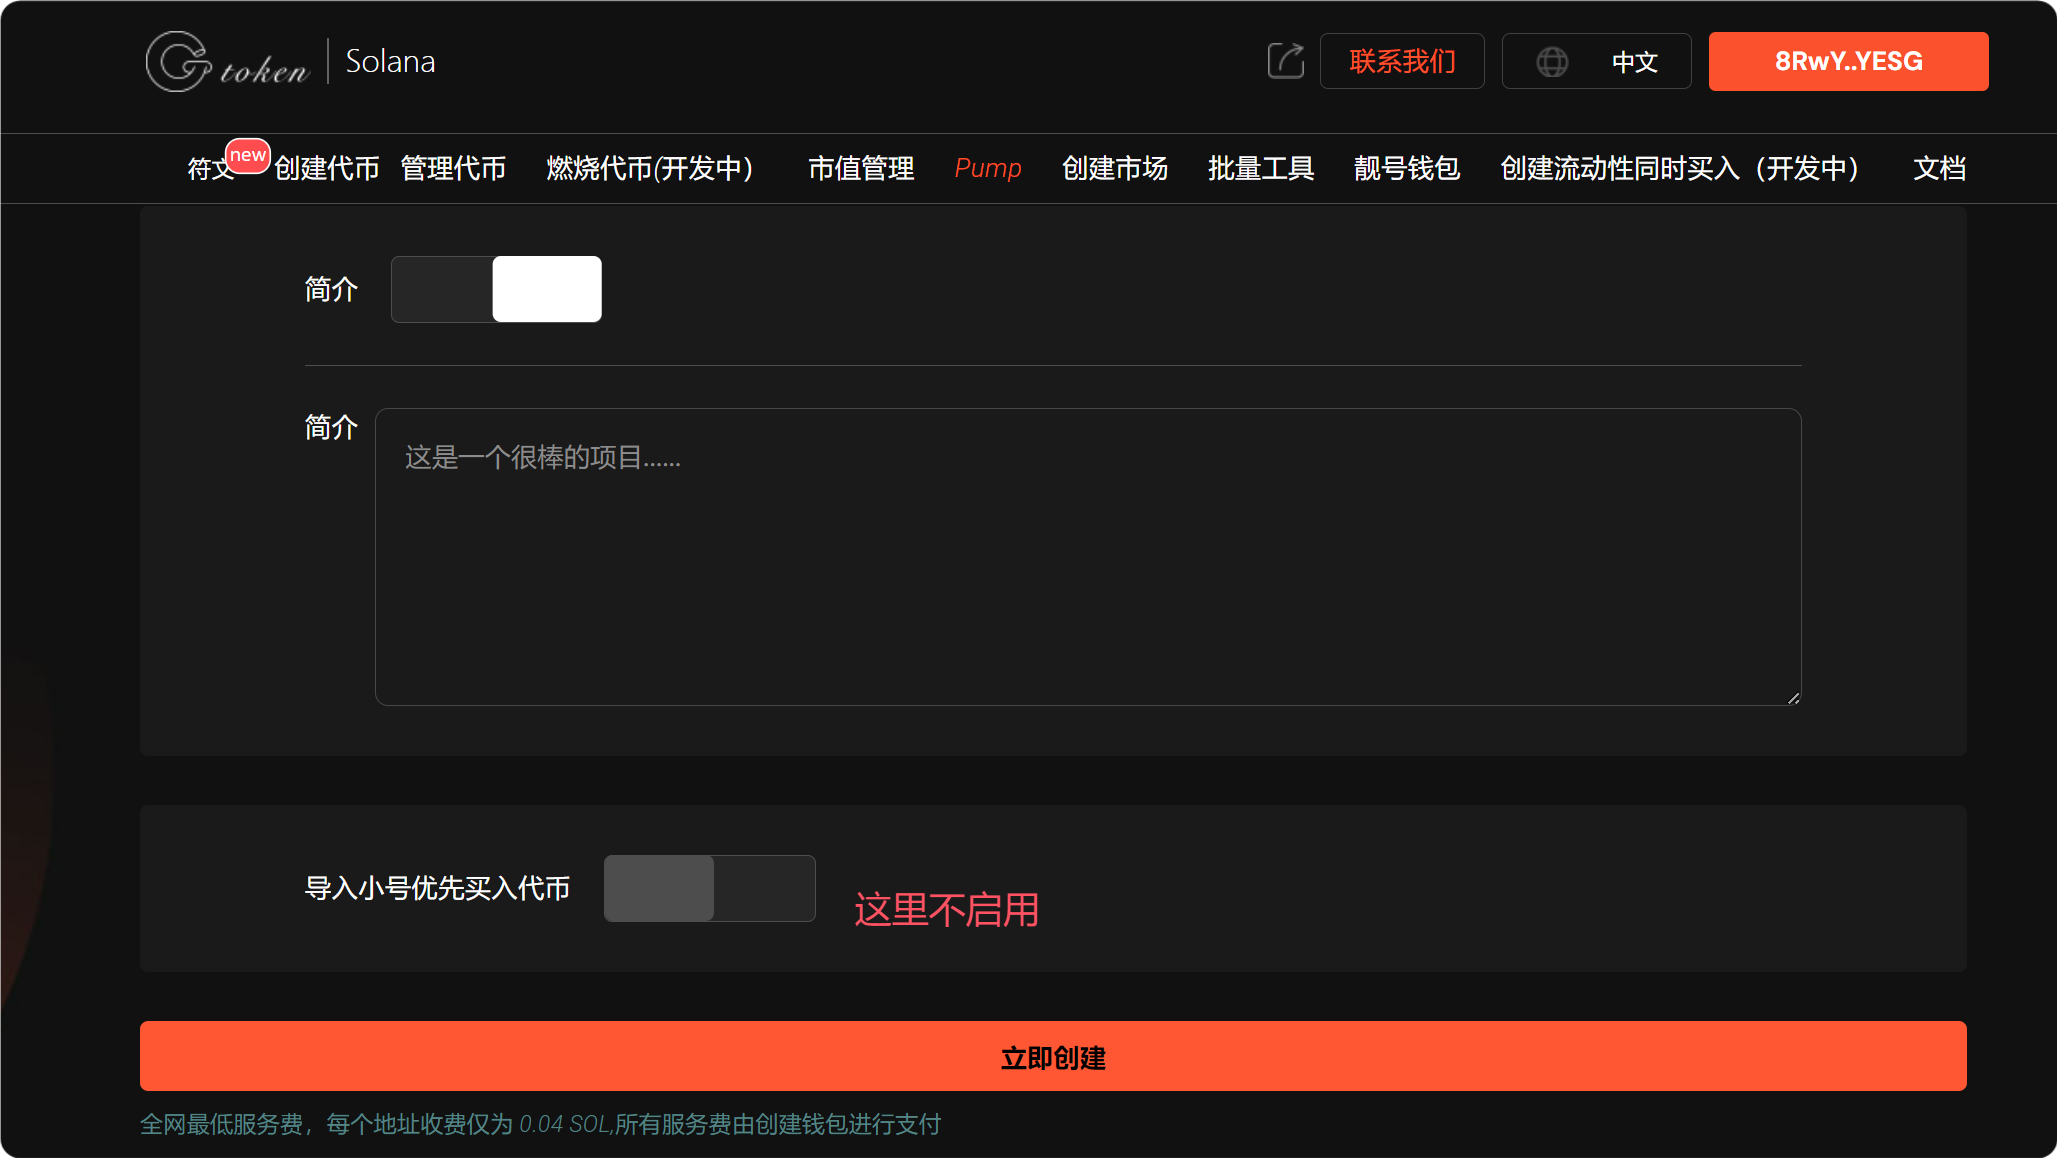 G token | Solana
联系我们
中文
8RwY..YESG
符文 new 创建代币 管理代币 燃烧代币(开发中） 市值管理 Pump 创建市场 批量工具 靓号钱包 创建流动性同时买入（开发中） 文档
简介
简介
这是一个很棒的项目......
导入小号优先买入代币
这里不启用
立即创建
全网最低服务费，每个地址收费仅为 0.04 SOL,所有服务费由创建钱包进行支付